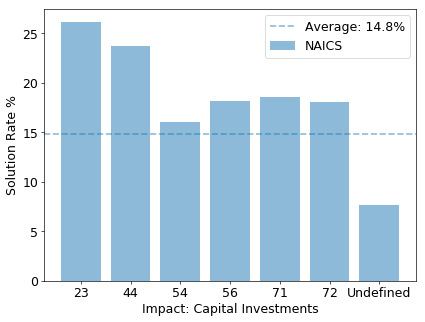 Average: 14.8%
NAICS
Solution Rate %
25
20
15
10
5
0
23 44 54 56 71 72 Undefined
Impact: Capital Investments